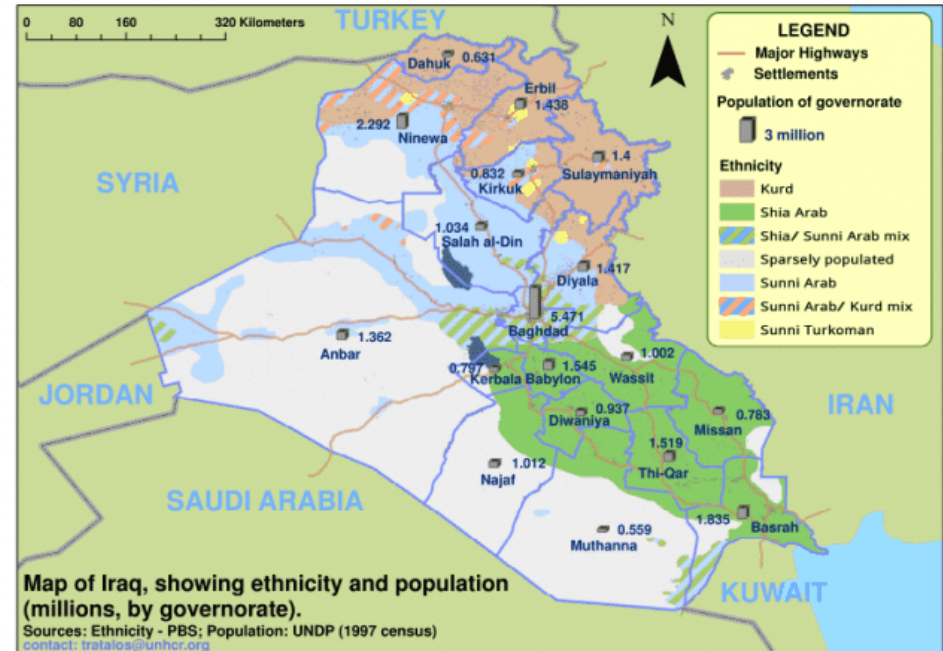 0 80 160 320 Kilometers
TURKEY
N
LEGEND
Major Highways
Settlements
Population of governorate
3 million
Ethnicity
Kurd
Shia Arab
Shia/ Sunni Arab mix
Sparsely populated
Sunni Arab
Sunni Arab/ Kurd mix
Sunni Turkoman
Dahuk 0.631
Erbil
1.438
2.292
Ninewa
SYRIA
0.832
Kirkuk
1.4
Sulaymaniyah
1.034
Salah al-Din
Diyala 1.417
5.471
Baghdad
1.362
Anbar
0.797
Kerbala
1.545
Babylon
1.002
Wassit
JORDAN
IRAN
0.937
Diwaniya
0.783
Missan
1.519
Thi-Qar
1.012
Najaf
SAUDI ARABIA
1.835
Basrah
0.559
Muthanna
KUWAIT
Map of Iraq, showing ethnicity and population
(millions, by governorate).
Sources: Ethnicity - PBS; Population: UNDP (1997 census)
contact: tratalos@unhcr.org